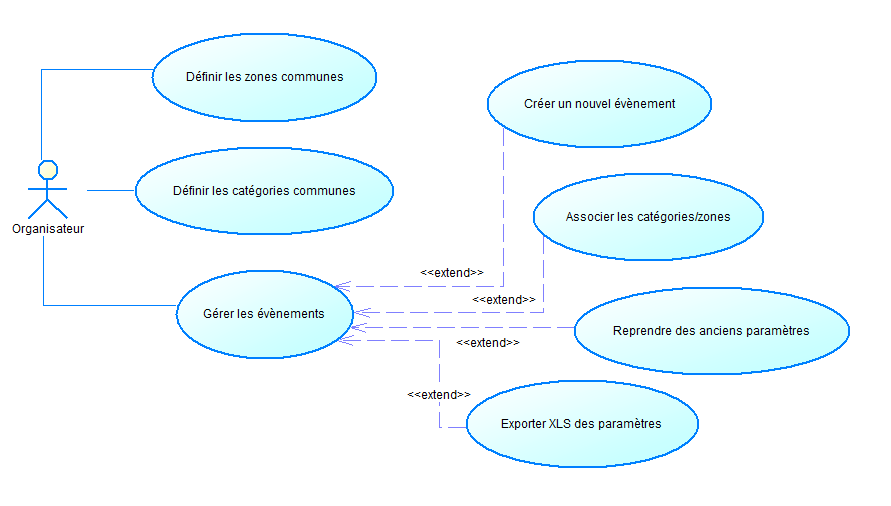 Définir les zones communes
Créer un nouvel évènement
Définir les catégories communes
Organisateur
Associer les catégories/zones
<<extend>>
<<extend>>
Gérer les évènements
Reprendre des anciens paramètres
<<extend>>
<<extend>>
Exporter XLS des paramètres